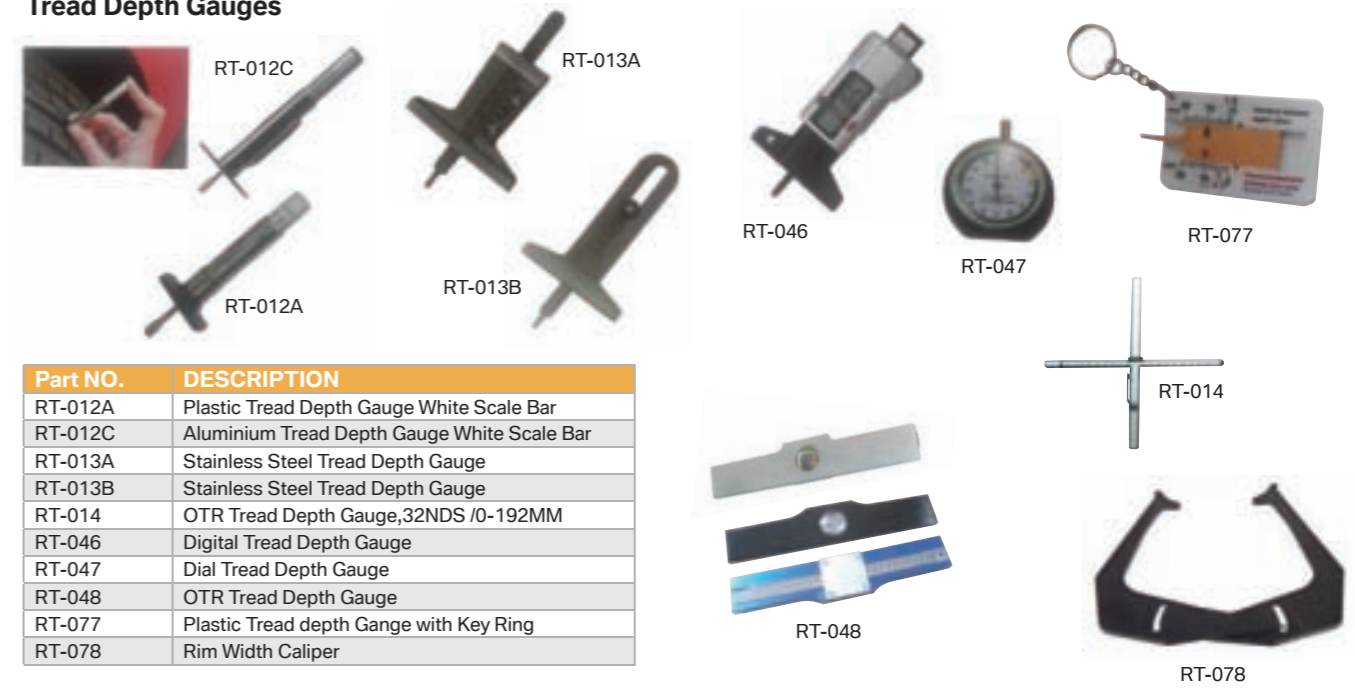 Tread Depth Gauges
RT-012C
RT-013A
RT-012A
RT-013B
RT-046
RT-047
RT-077
RT-014
RT-048
RT-078
Part NO. DESCRIPTION
RT-012A Plastic Tread Depth Gauge White Scale Bar
RT-012C Aluminium Tread Depth Gauge White Scale Bar
RT-013A Stainless Steel Tread Depth Gauge
RT-013B Stainless Steel Tread Depth Gauge
RT-014 OTR Tread Depth Gauge,32NDS /0-192MM
RT-046 Digital Tread Depth Gauge
RT-047 Dial Tread Depth Gauge
RT-048 OTR Tread Depth Gauge
RT-077 Plastic Tread depth Gange with Key Ring
RT-078 Rim Width Caliper